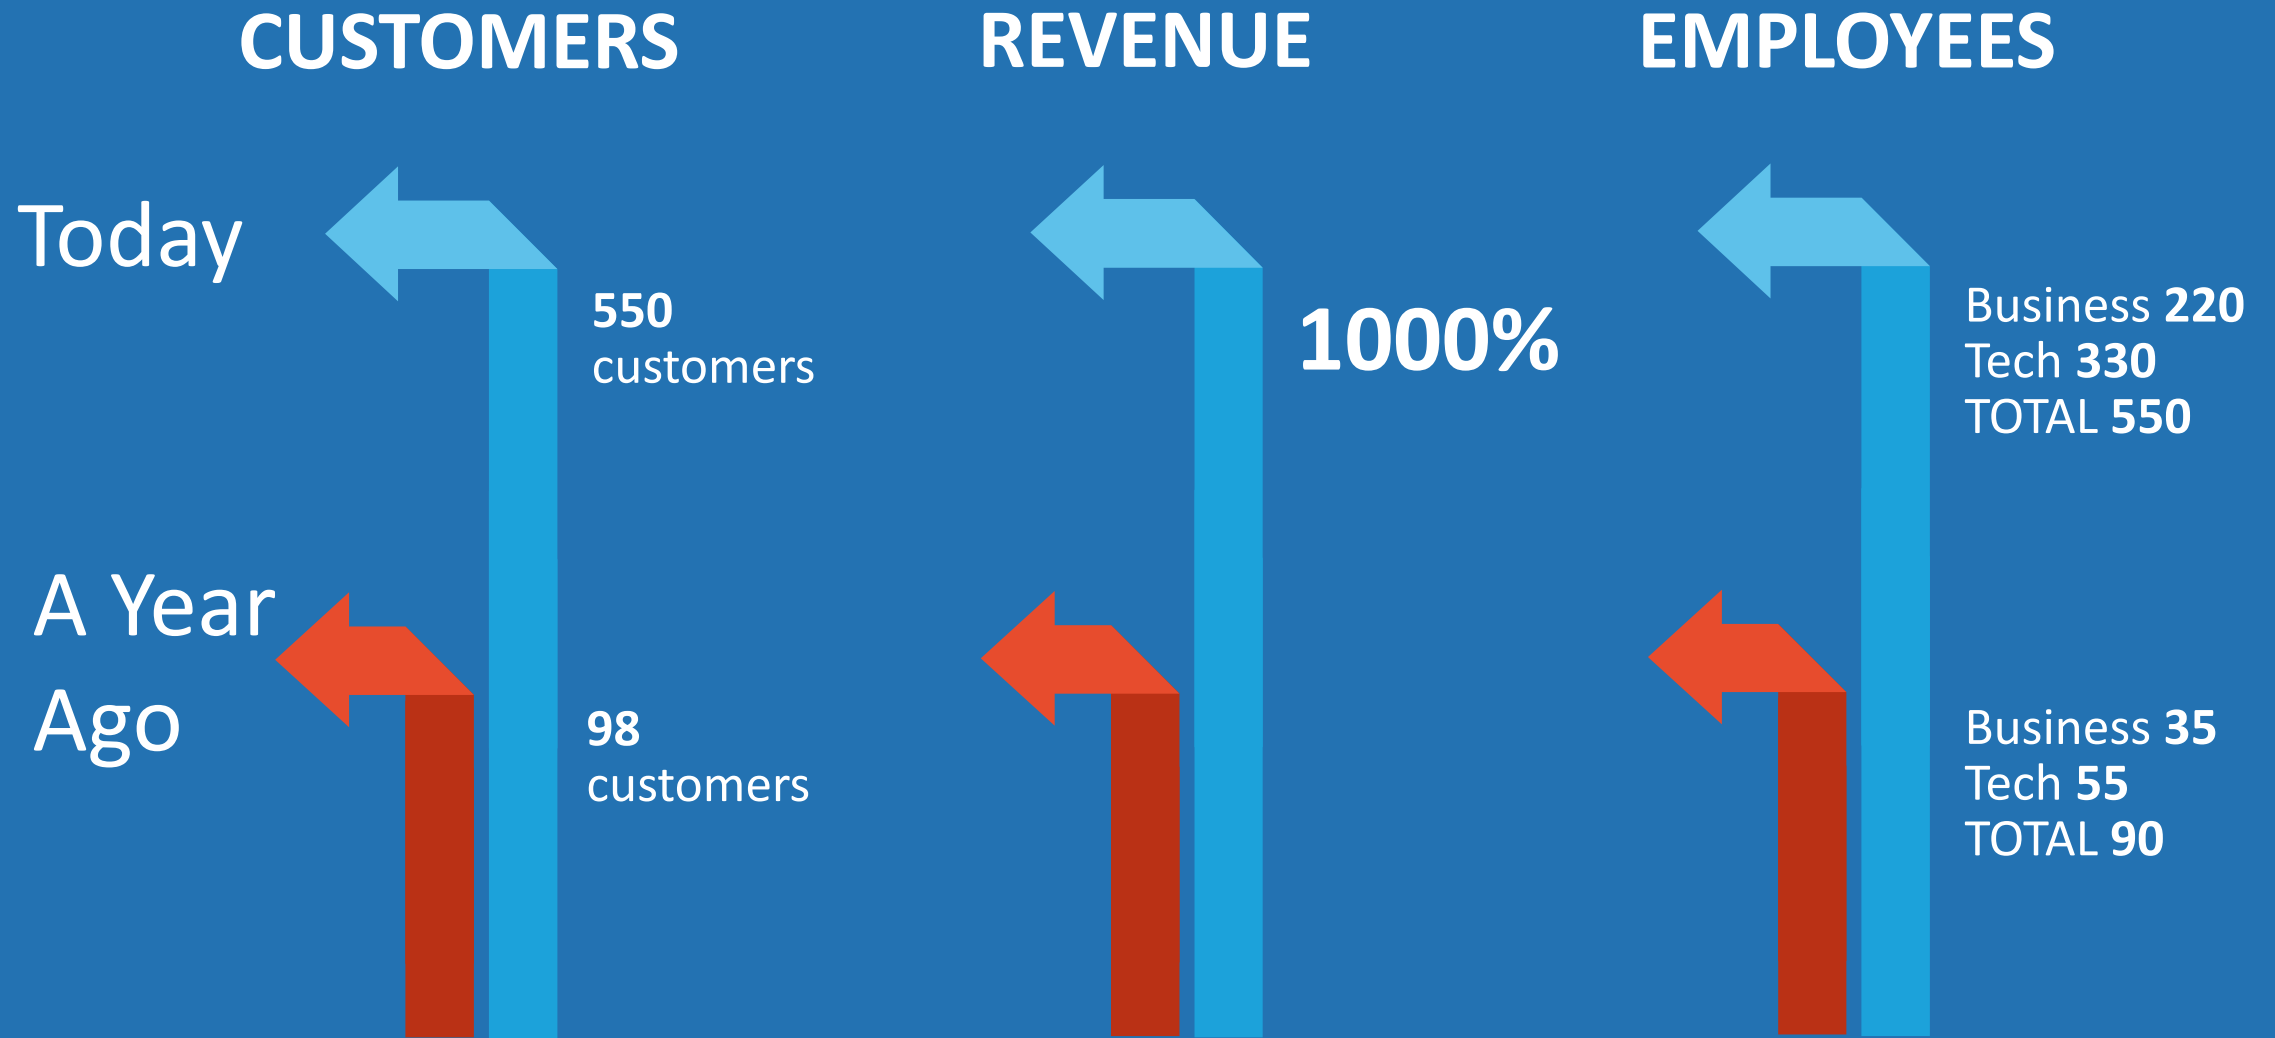 CUSTOMERS
REVENUE
EMPLOYEES
Today
550
customers
1000%
Business 220
Tech 330
TOTAL 550
A Year
Ago
98
customers
Business 35
Tech 55
TOTAL 90